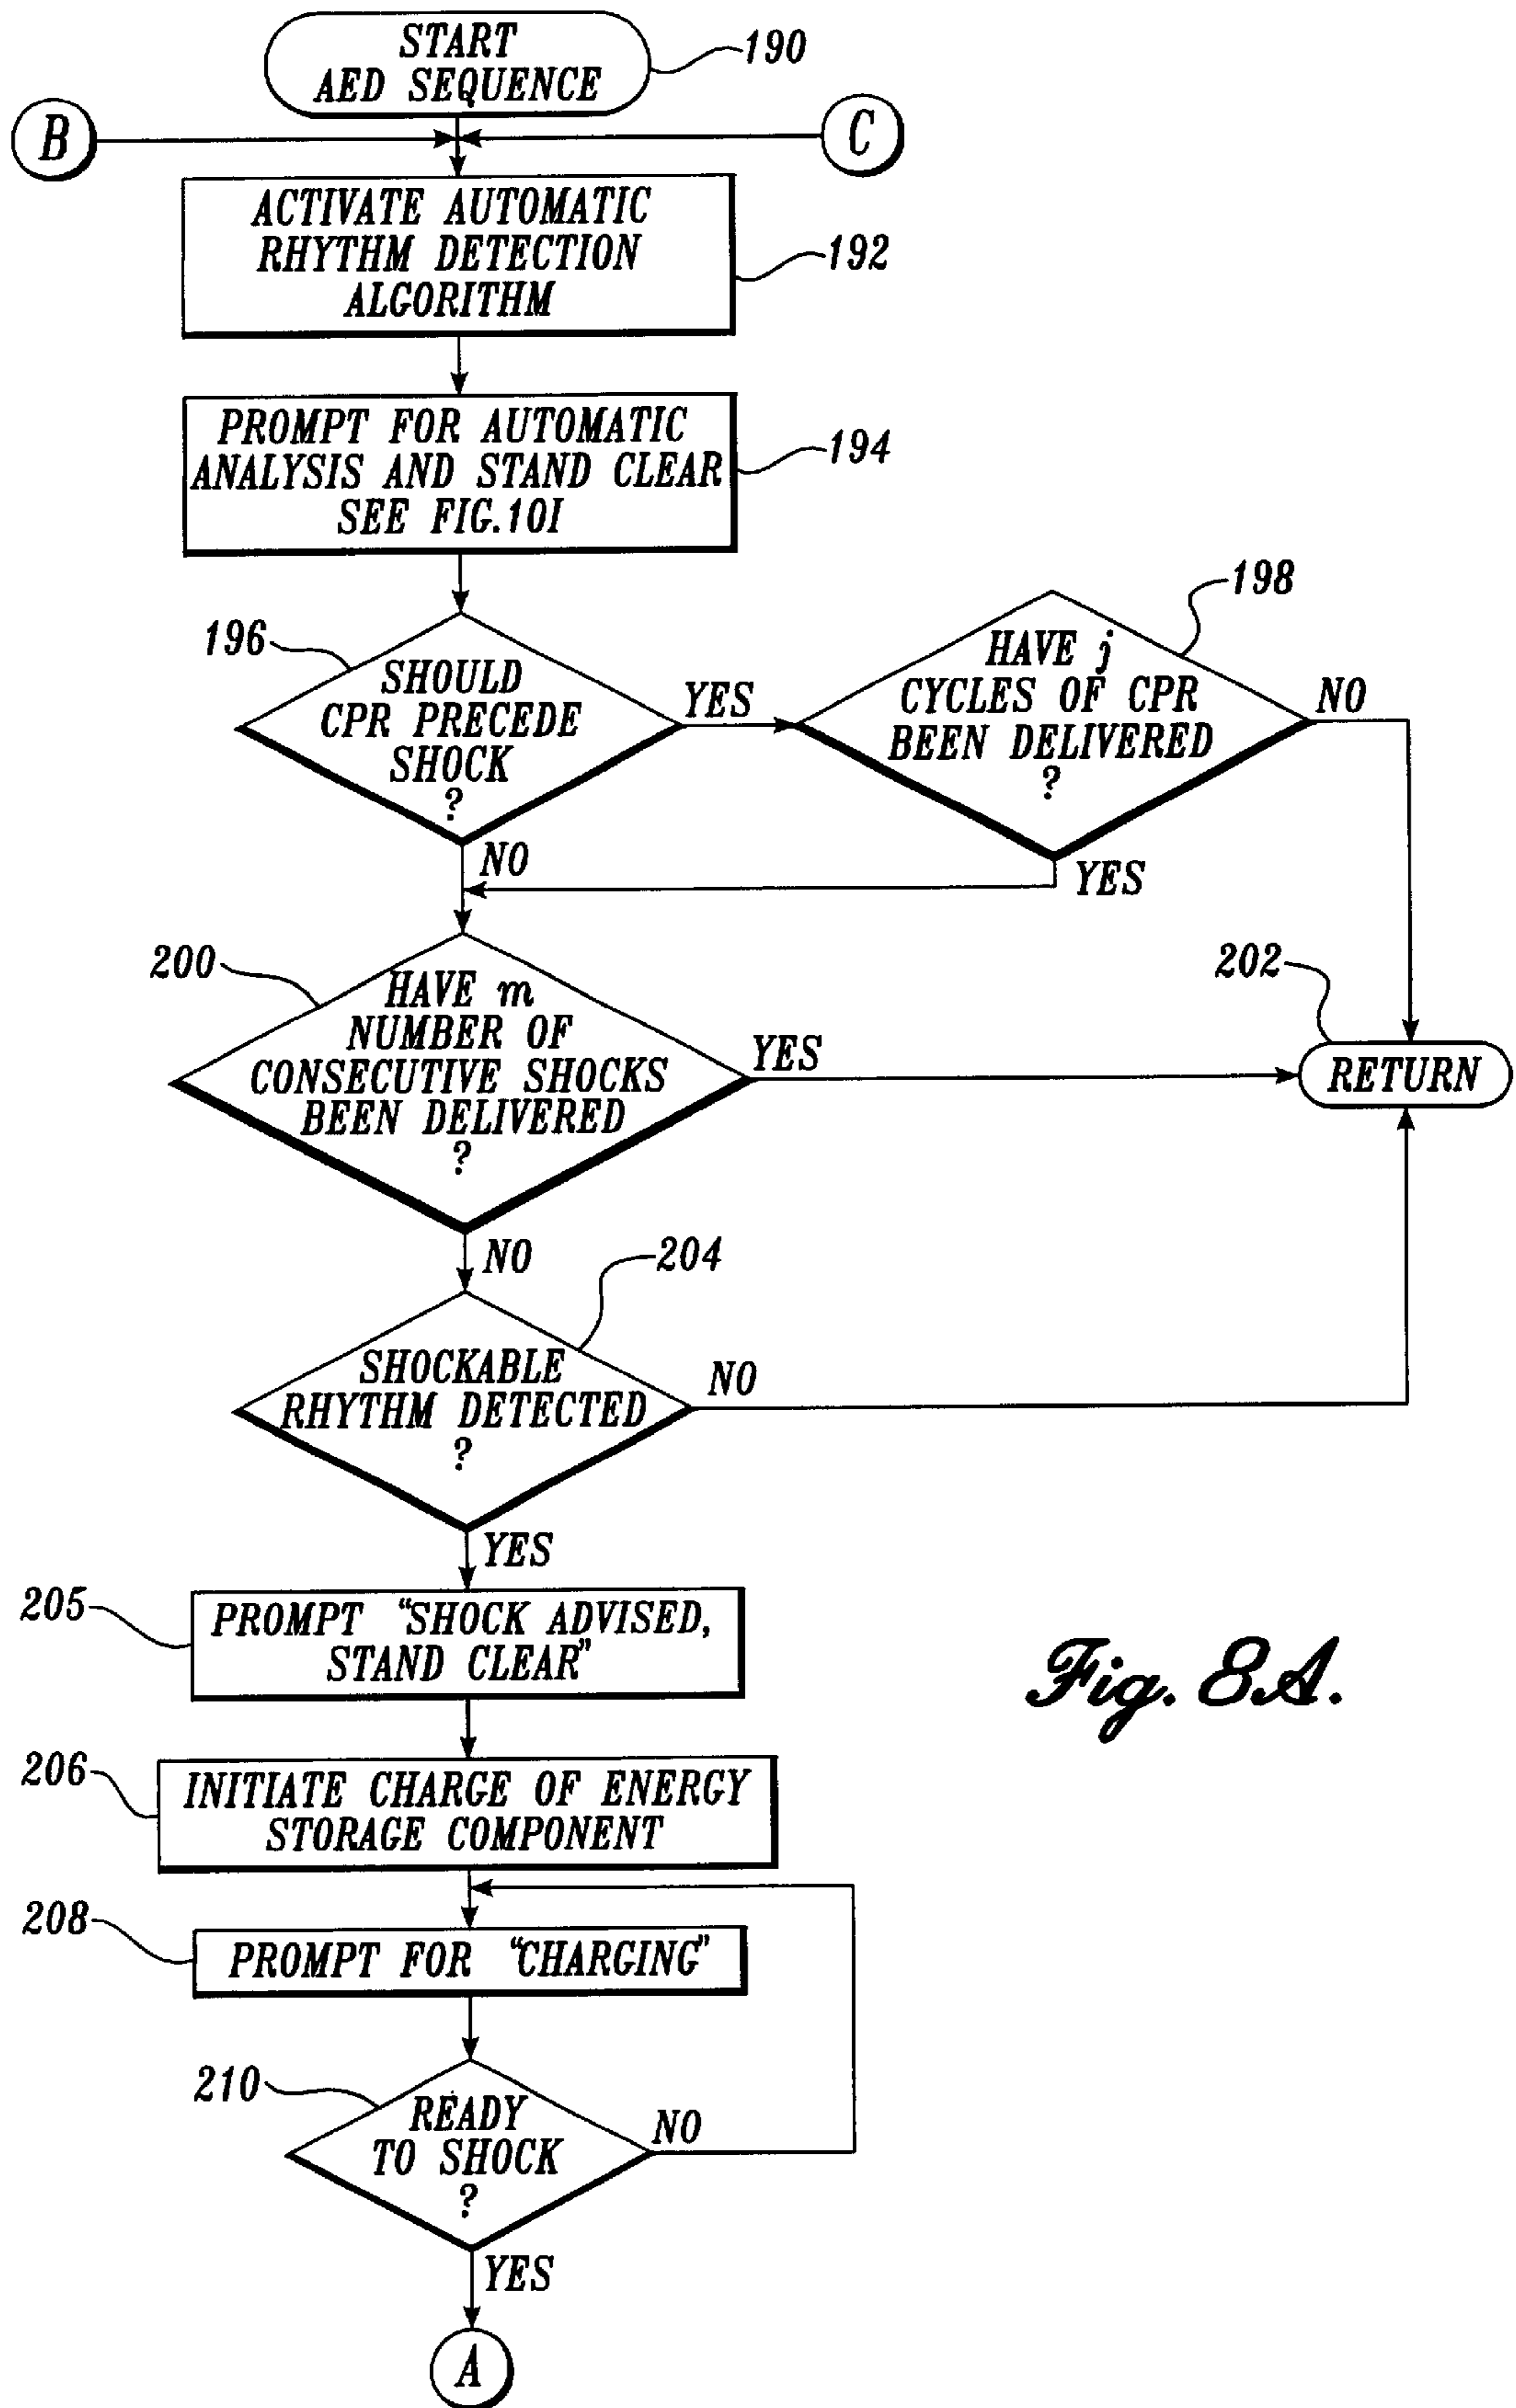 START
AED SEQUENCE
190
B
C
ACTIVATE AUTOMATIC
RHYTHM DETECTION
ALGORITHM
192
PROMPT FOR AUTOMATIC
ANALYSIS AND STAND CLEAR
SEE FIG.10I
194
196
SHOULD
CPR PRECEDE
SHOCK
?
YES
NO
198
HAVE j
CYCLES OF CPR
BEEN DELIVERED
?
NO
YES
200
HAVE m
NUMBER OF
CONSECUTIVE SHOCKS
BEEN DELIVERED
?
YES
202
RETURN
NO
204
SHOCKABLE
RHYTHM DETECTED
?
NO
YES
205
PROMPT "SHOCK ADVISED,
STAND CLEAR"
Fig. 8A.
206
INITIATE CHARGE OF ENERGY
STORAGE COMPONENT
208
PROMPT FOR "CHARGING"
210
READY
TO SHOCK
?
NO
YES
A